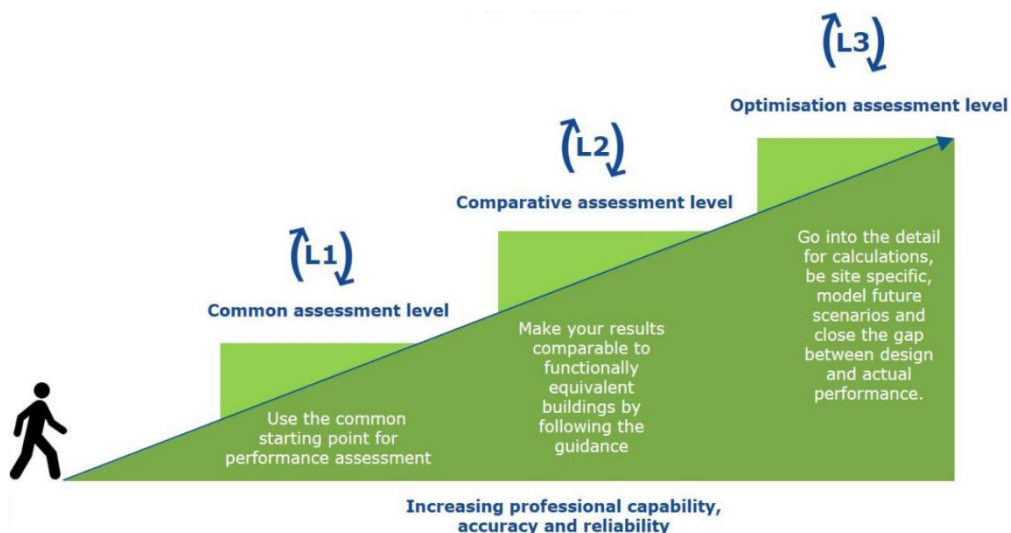 L1
Common assessment level
Use the common
starting point for
performance assessment
L2
Comparative assessment level
Make your results
comparable to
functionally
equivalent
buildings by
following the
guidance
L3
Optimisation assessment level
Go into the detail
for calculations,
be site specific,
model future
scenarios and
close the gap
between design
and actual
performance.
Increasing professional capability,
accuracy and reliability